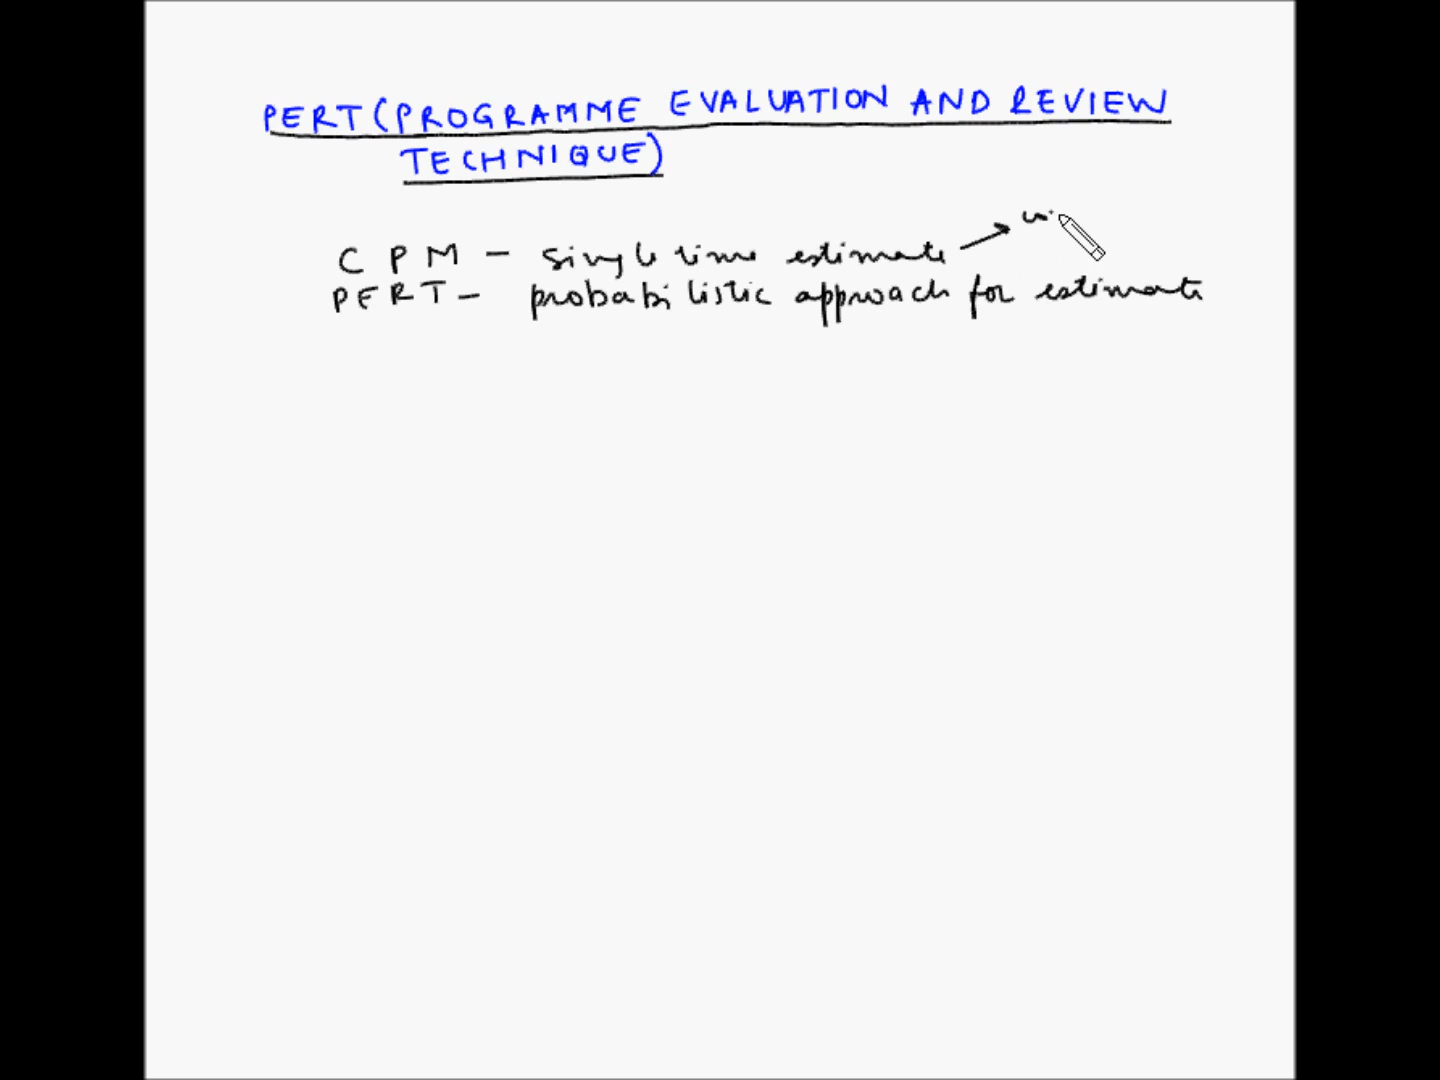 PERT (PROGRAMME EVALUATION AND REVIEW
TECHNIQUE)
CPM - single time estimate →
PERT - probabilistic approach for estimate